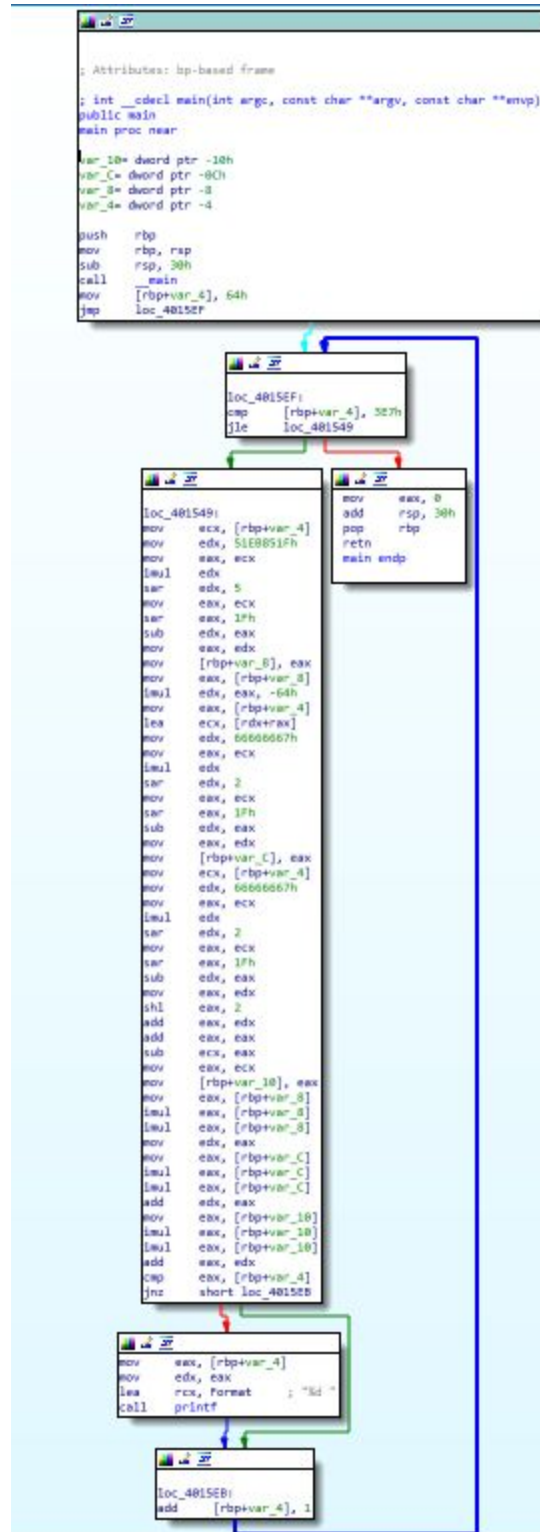 ; Attributes: bp-based frame
; int __cdecl main(int argc, const char **argv, const char **envp)
public main
main proc near
var_10= dword ptr -10h
var_C= dword ptr -0Ch
var_8= dword ptr -8
var_4= dword ptr -4
push rbp
mov rbp, rsp
sub rsp, 30h
call __main
mov [rbp+var_4], 64h
jmp loc_4015EF
loc_4015EF:
cmp [rbp+var_4], 3E7h
jle loc_401549
loc_401549:
mov ecx, [rbp+var_4]
mov edx, 51EB851Fh
mov eax, ecx
imul edx
sar edx, 5
mov eax, ecx
sar eax, 1Fh
sub edx, eax
mov eax, edx
mov [rbp+var_8], eax
mov eax, [rbp+var_8]
imul edx, eax, -64h
mov eax, [rbp+var_4]
lea ecx, [rdx+rax]
mov edx, 66666667h
mov eax, ecx
imul edx
sar edx, 2
mov eax, ecx
sar eax, 1Fh
sub edx, eax
mov eax, edx
mov [rbp+var_C], eax
mov ecx, [rbp+var_4]
mov edx, 66666667h
mov eax, ecx
imul edx
sar edx, 2
mov eax, ecx
sar eax, 1Fh
sub edx, eax
mov eax, edx
shl eax, 2
add eax, edx
add eax, eax
sub ecx, eax
mov eax, ecx
mov [rbp+var_10], eax
mov eax, [rbp+var_8]
imul eax, [rbp+var_8]
imul eax, [rbp+var_8]
mov edx, eax
mov eax, [rbp+var_C]
imul eax, [rbp+var_C]
imul eax, [rbp+var_C]
add edx, eax
mov eax, [rbp+var_10]
imul eax, [rbp+var_10]
imul eax, [rbp+var_10]
add eax, edx
cmp eax, [rbp+var_4]
jnz short loc_4015EB
mov eax, 0
add rsp, 30h
pop rbp
retn
main endp
mov eax, [rbp+var_4]
mov edx, eax
lea rcx, Format ; "%d "
call printf
loc_4015EB:
add [rbp+var_4], 1